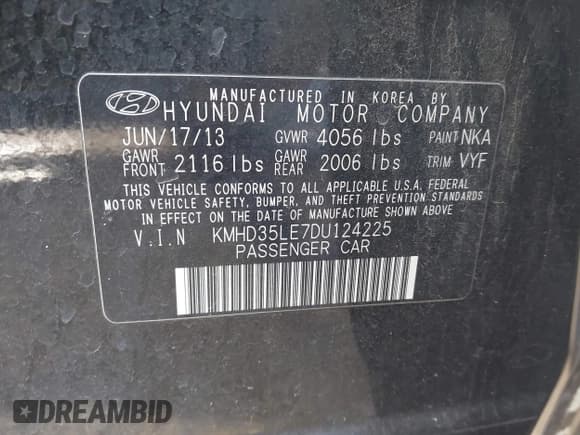 MANUFACTURED IN KOREA BY
HYUNDAI MOTOR COMPANY
JUN/17/13 GVWR 4056 lbs PAINT NKA
GAWR FRONT 2116 lbs GAWR REAR 2006 lbs TRIM VYF
THIS VEHICLE CONFORMS TO ALL APPLICABLE U.S.A. FEDERAL
MOTOR VEHICLE SAFETY, BUMPER, AND THEFT PREVENTION STANDARDS
IN EFFECT ON THE DATE OF MANUFACTURE SHOWN ABOVE
V.I.N KMHD35LE7DU124225
PASSENGER CAR
DREAMBID